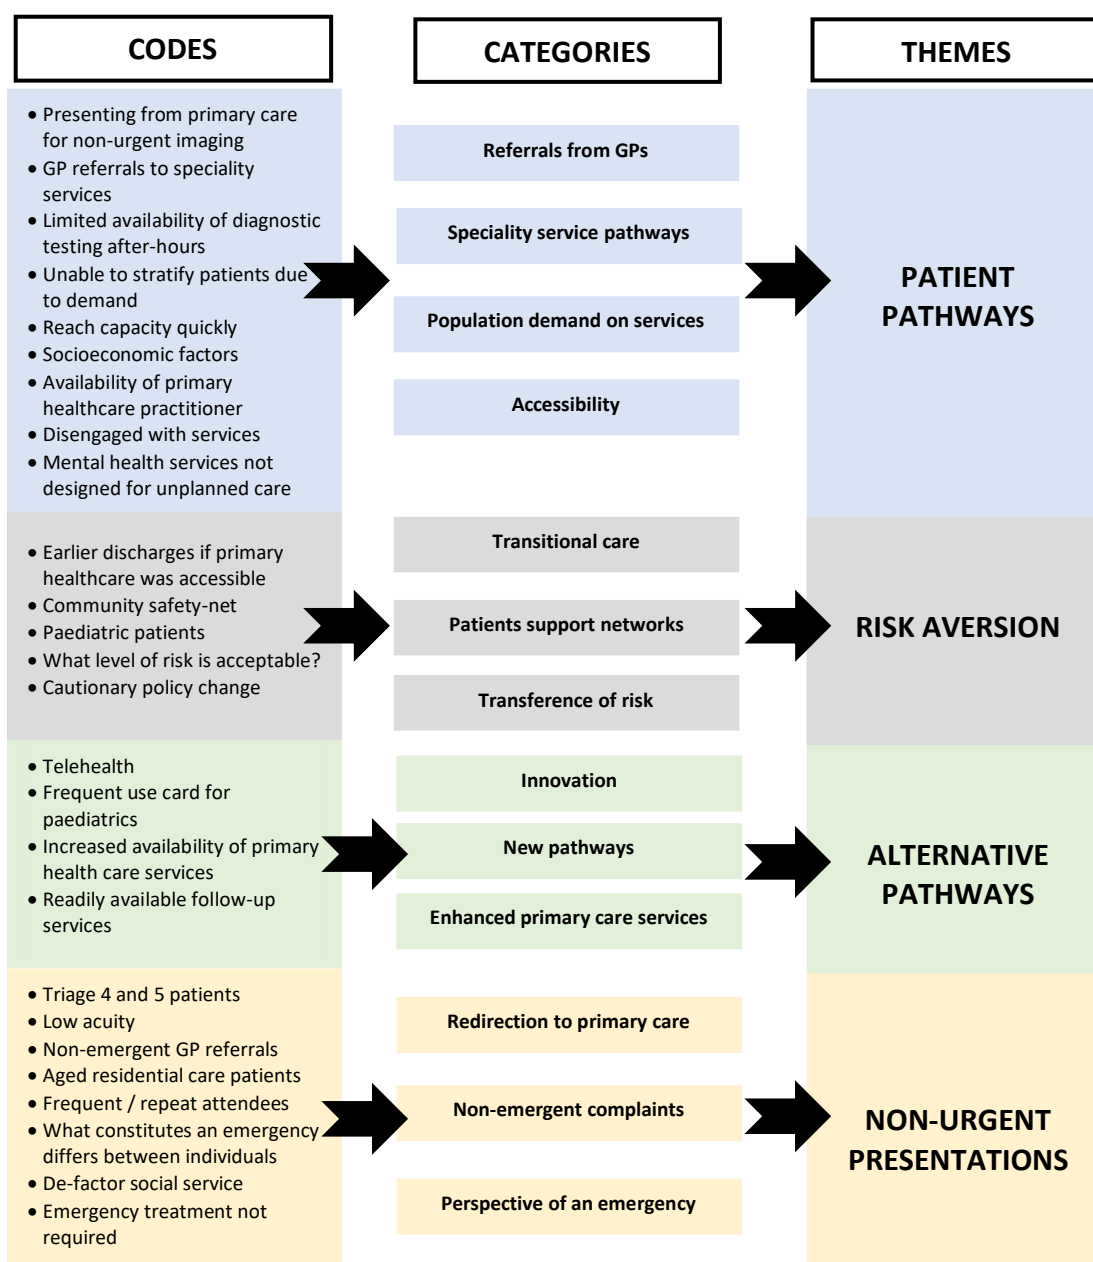 CODES
CATEGORIES
THEMES
• Presenting from primary care
for non-urgent imaging
• GP referrals to speciality
services
• Limited availability of diagnostic
testing after-hours
• Unable to stratify patients due
to demand
• Reach capacity quickly
• Socioeconomic factors
• Availability of primary
healthcare practitioner
• Disengaged with services
• Mental health services not
designed for unplanned care
Referrals from GPs
Speciality service pathways
Population demand on services
Accessibility
PATIENT
PATHWAYS
• Earlier discharges if primary
healthcare was accessible
• Community safety-net
• Paediatric patients
• What level of risk is acceptable?
• Cautionary policy change
Transitional care
Patients support networks
Transference of risk
RISK AVERSION
• Telehealth
• Frequent use card for
paediatrics
• Increased availability of primary
health care services
• Readily available follow-up
services
Innovation
New pathways
Enhanced primary care services
ALTERNATIVE
PATHWAYS
• Triage 4 and 5 patients
• Low acuity
• Non-emergent GP referrals
• Aged residential care patients
• Frequent / repeat attendees
• What constitutes an emergency
differs between individuals
• De-factor social service
• Emergency treatment not
required
Redirection to primary care
Non-emergent complaints
Perspective of an emergency
NON-URGENT
PRESENTATIONS